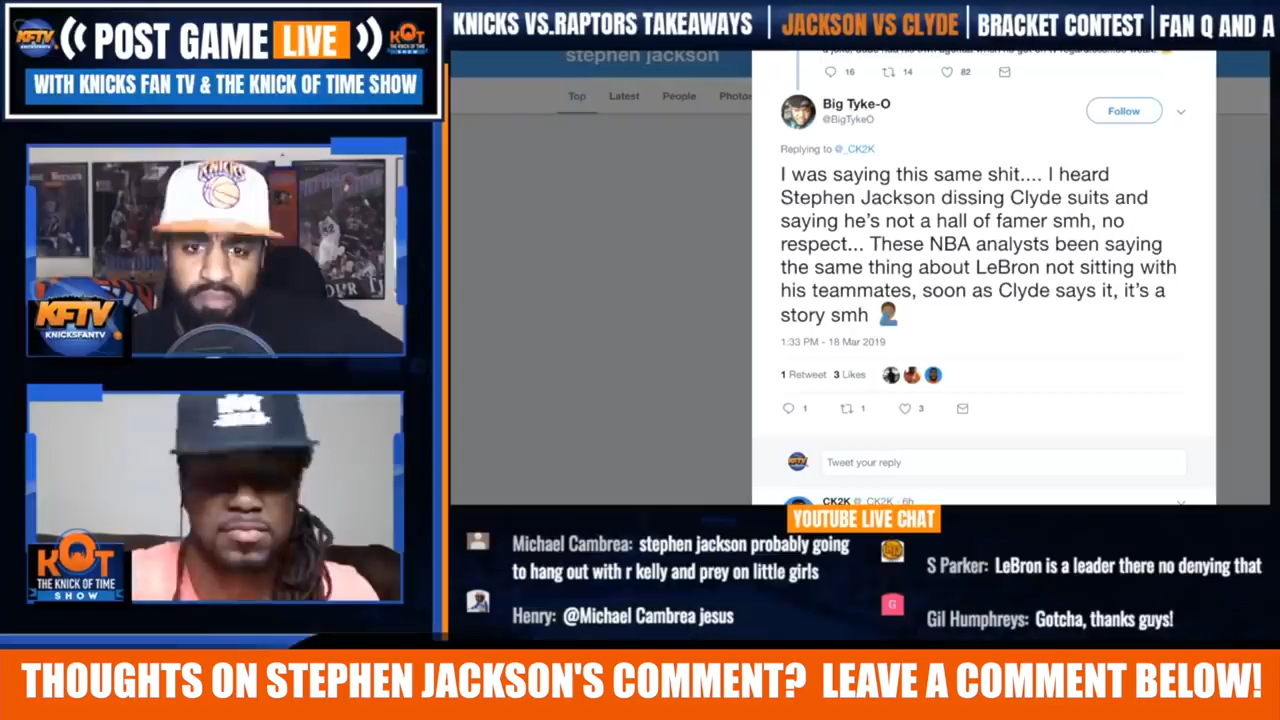 POST GAME LIVE
WITH KNICKS FAN TV & THE KNICK OF TIME SHOW
KNICKS VS.RAPTORS TAKEAWAYS | JACKSON VS CLYDE | BRACKET CONTEST | FAN Q AND A
stephen jackson
Top Latest People Photos
16 14 82
Big Tyke-O
@BigTykeO
Follow
Replying to @_CK2K
I was saying this same shit.... I heard
Stephen Jackson dissing Clyde suits and
saying he's not a hall of famer smh, no
respect... These NBA analysts been saying
the same thing about LeBron not sitting with
his teammates, soon as Clyde says it, it's a
story smh 🤦🏾‍♂️
1:33 PM - 18 Mar 2019
1 Retweet 3 Likes
1 1 3
Tweet your reply
CK2K @_CK2K · 6h
KNICKS
KFTV
KNICKSFANTV
KOT
THE KNICK OF TIME
SHOW
YOUTUBE LIVE CHAT
Michael Cambrea: stephen jackson probably going
to hang out with r kelly and prey on little girls
Henry: @Michael Cambrea jesus
S Parker: LeBron is a leader there no denying that
G
Gil Humphreys: Gotcha, thanks guys!
THOUGHTS ON STEPHEN JACKSON'S COMMENT? LEAVE A COMMENT BELOW!